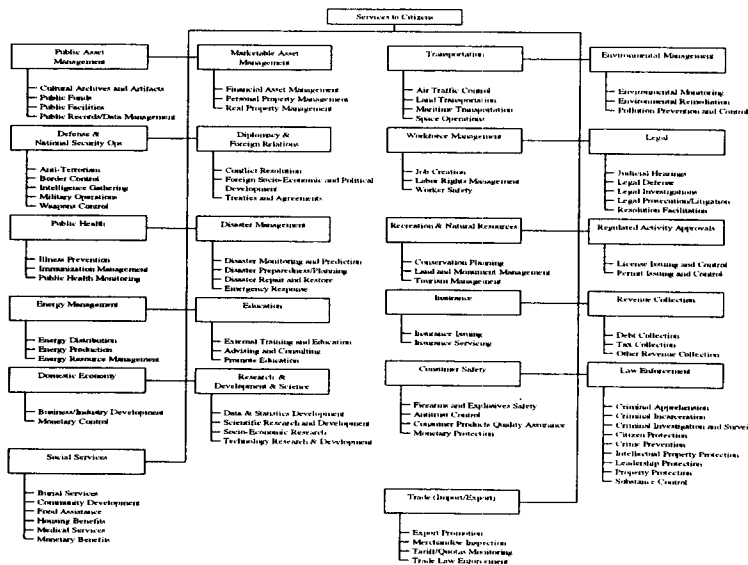 Services to Citizens
Public Asset
Management
Cultural Archives and Artifacts
Public Funds
Public Facilities
Public Records/Data Management
Marketable Asset
Management
Financial Asset Management
Personal Property Management
Real Property Management
Defense &
National Security Ops
Anti-Terrorism
Border Control
Intelligence Gathering
Military Operations
Weapons Control
Diplomacy &
Foreign Relations
Conflict Resolution
Foreign Socio-Economic and Political
Development
Treaties and Agreements
Public Health
Illness Prevention
Immunization Management
Public Health Monitoring
Disaster Management
Disaster Monitoring and Prediction
Disaster Preparedness/Planning
Disaster Repair and Restore
Emergency Response
Energy Management
Energy Distribution
Energy Production
Energy Resource Management
Education
External Training and Education
Advising and Consulting
Promote Education
Domestic Economy
Business/Industry Development
Monetary Control
Research &
Development & Science
Data & Statistics Development
Scientific Research and Development
Socio-Economic Research
Technology Research & Development
Social Services
Burial Services
Community Development
Food Assistance
Housing Benefits
Medical Services
Monetary Benefits
Transportation
Air Traffic Control
Land Transportation
Maritime Transportation
Space Operations
Environmental Management
Environmental Monitoring
Environmental Remediation
Pollution Prevention and Control
Workforce Management
Job Creation
Labor Rights Management
Worker Safety
Legal
Judicial Hearings
Legal Defense
Legal Investigations
Legal Prosecution/Litigation
Resolution Facilitation
Recreation & Natural Resources
Conservation Planning
Land and Monument Management
Tourism Management
Regulated Activity Approvals
License Issuing and Control
Permit Issuing and Control
Insurance
Insurance Issuing
Insurance Servicing
Revenue Collection
Debt Collection
Tax Collection
Other Revenue Collection
Consumer Safety
Firearms and Explosives Safety
Antitrust Control
Consumer Products Quality Assurance
Monetary Protection
Law Enforcement
Criminal Apprehension
Criminal Incarceration
Criminal Investigation and Survei
Citizen Protection
Crime Prevention
Intellectual Property Protection
Leadership Protection
Property Protection
Substance Control
Trade (Import/Export)
Export Promotion
Merchandise Inspection
Tariff/Quotas Monitoring
Trade Law Enforcement